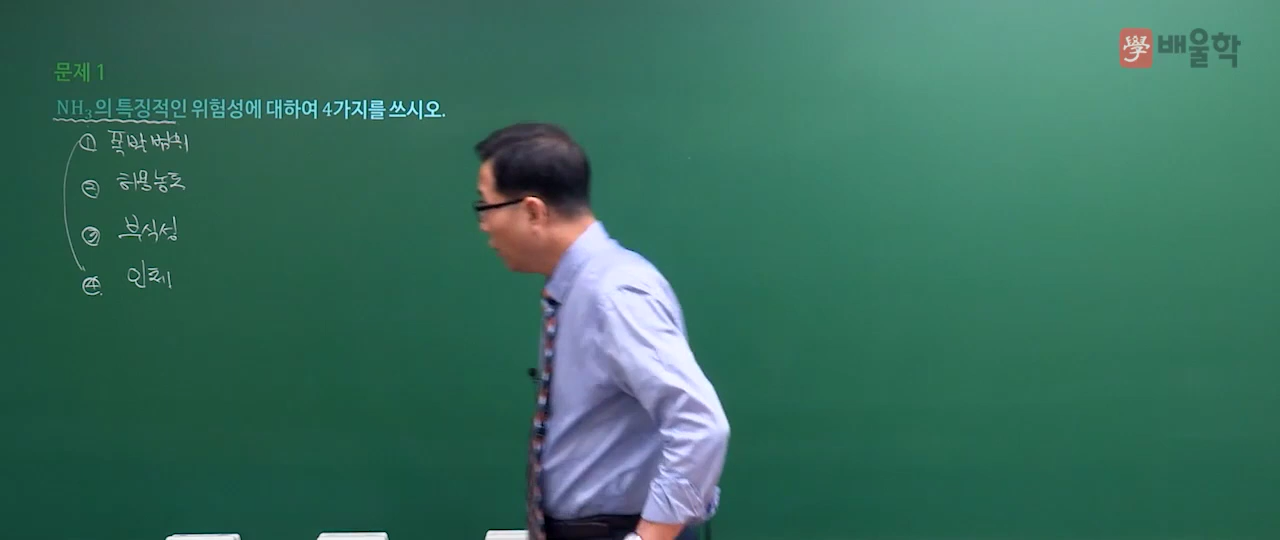 學 배울학
문제 1
NH₃의 특징적인 위험성에 대하여 4가지를 쓰시오.
① 폭발범위
② 허용농도
③ 부식성
④ 인체